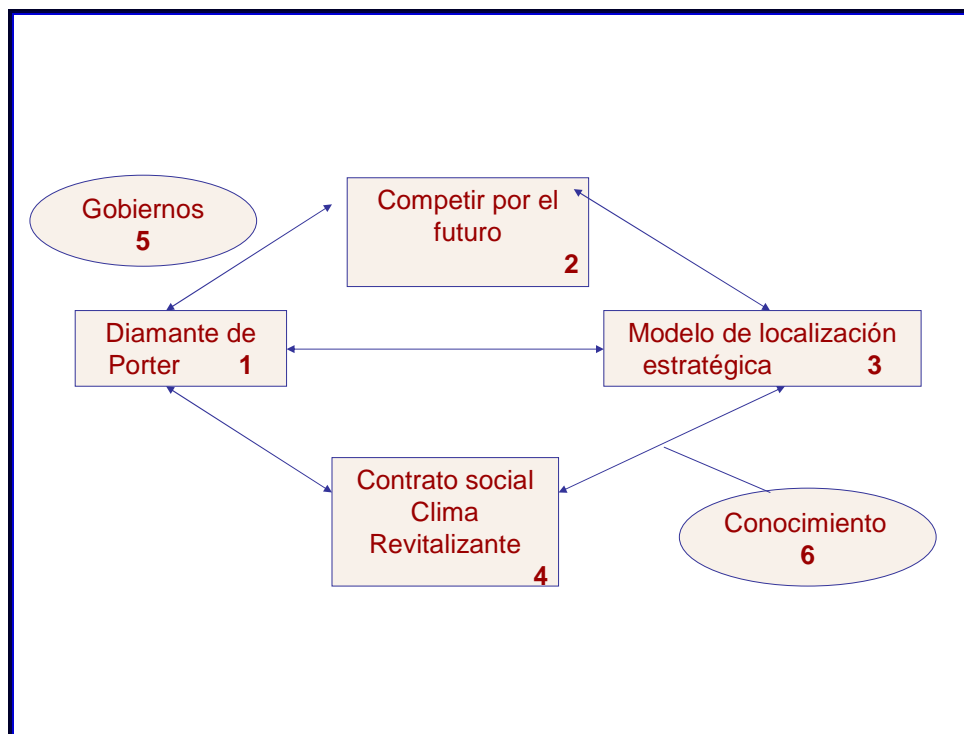 Gobiernos
5
Competir por el
futuro
2
Diamante de
Porter 1
Modelo de localización
estratégica 3
Contrato social
Clima
Revitalizante
4
Conocimiento
6